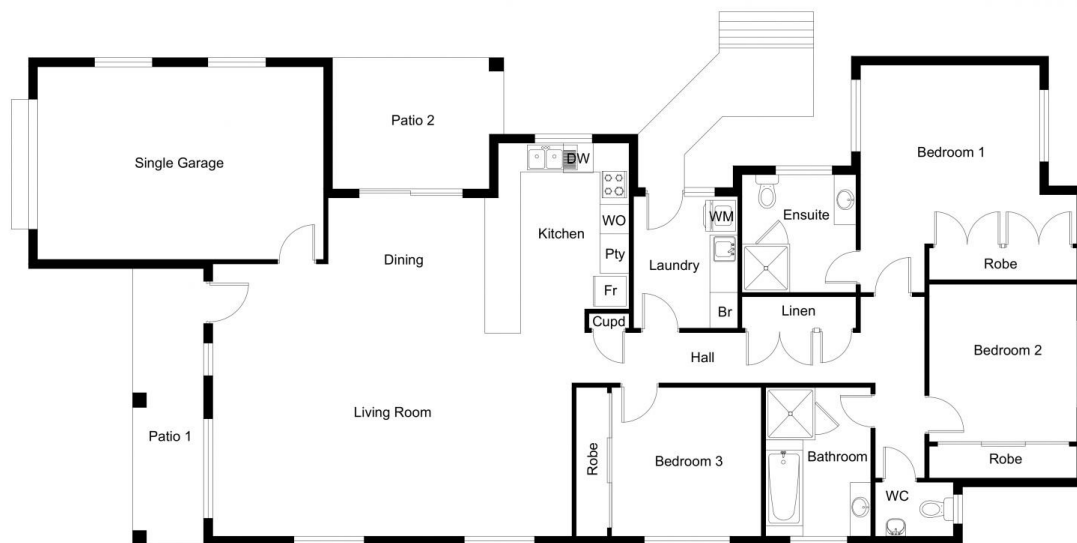 Single Garage
Patio 2
DW
Bedroom 1
WO
WM
Ensuite
Kitchen
Pty
Laundry
Dining
Robe
Fr
Br
Linen
Cupd
Hall
Bedroom 2
Living Room
Patio 1
Robe
Bedroom 3
Bathroom
Robe
WC